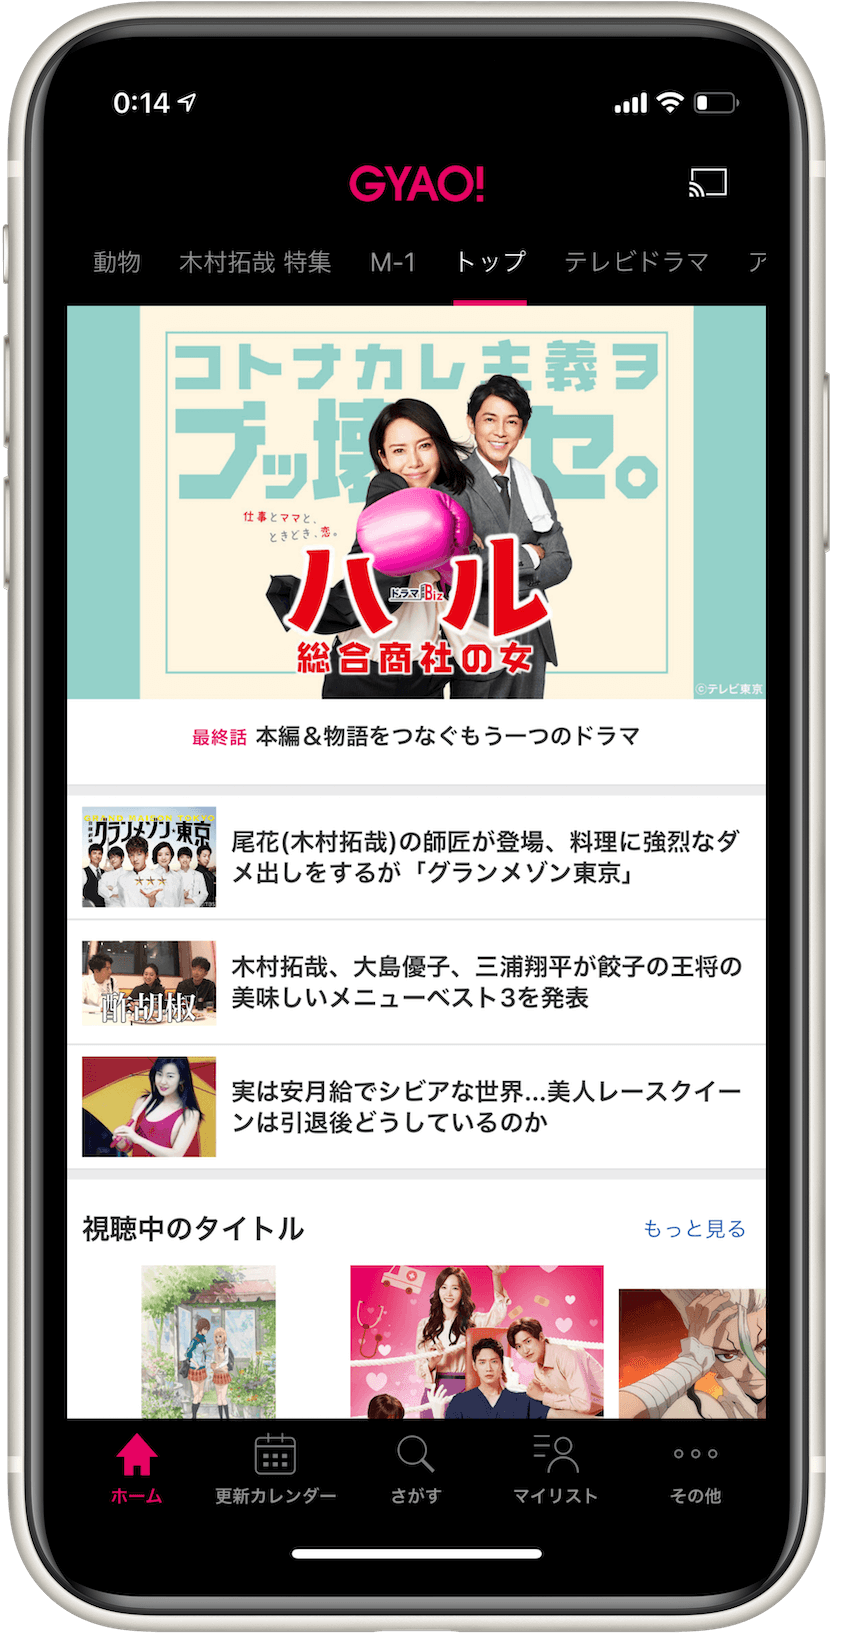 0:14
GYAO!
動物 木村拓哉 特集 M-1 トップ テレビドラマ ア
コトナカレ主義ヲ
ブッ壊セ。
仕事とママと、
ときどき、恋。
ドラマBiz
ハル
総合商社の女
©テレビ東京
最終話 本編&物語をつなぐもう一つのドラマ
GRAND MAISON TOKYO
グランメゾン・東京
尾花(木村拓哉)の師匠が登場、料理に強烈なダ
メ出しをするが「グランメゾン東京」
酢胡椒
木村拓哉、大島優子、三浦翔平が餃子の王将の
美味しいメニューベスト3を発表
実は安月給でシビアな世界...美人レースクイー
ンは引退後どうしているのか
視聴中のタイトル
もっと見る
ホーム 更新カレンダー さがす マイリスト その他